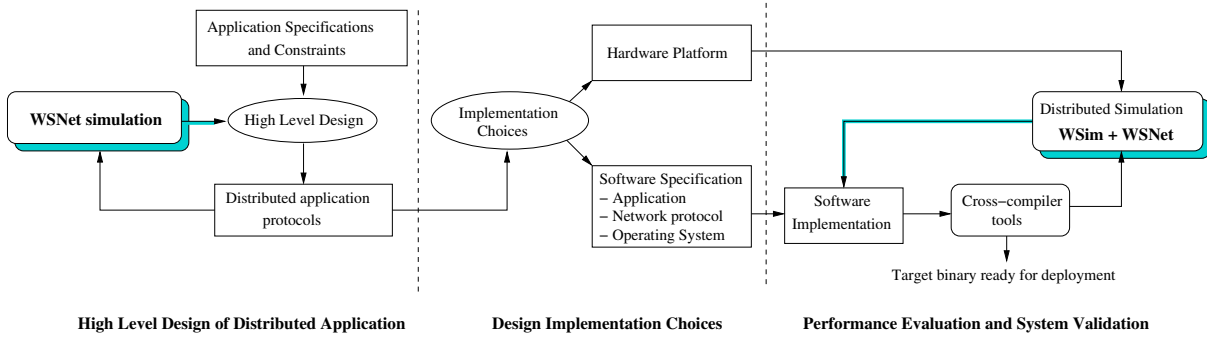 Application Specifications
and Constraints
WSNet simulation
High Level Design
Distributed application
protocols
High Level Design of Distributed Application
Implementation
Choices
Hardware Platform
Software Specification
− Application
− Network protocol
− Operating System
Design Implementation Choices
Distributed Simulation
WSim + WSNet
Software
Implementation
Cross−compiler
tools
Target binary ready for deployment
Performance Evaluation and System Validation